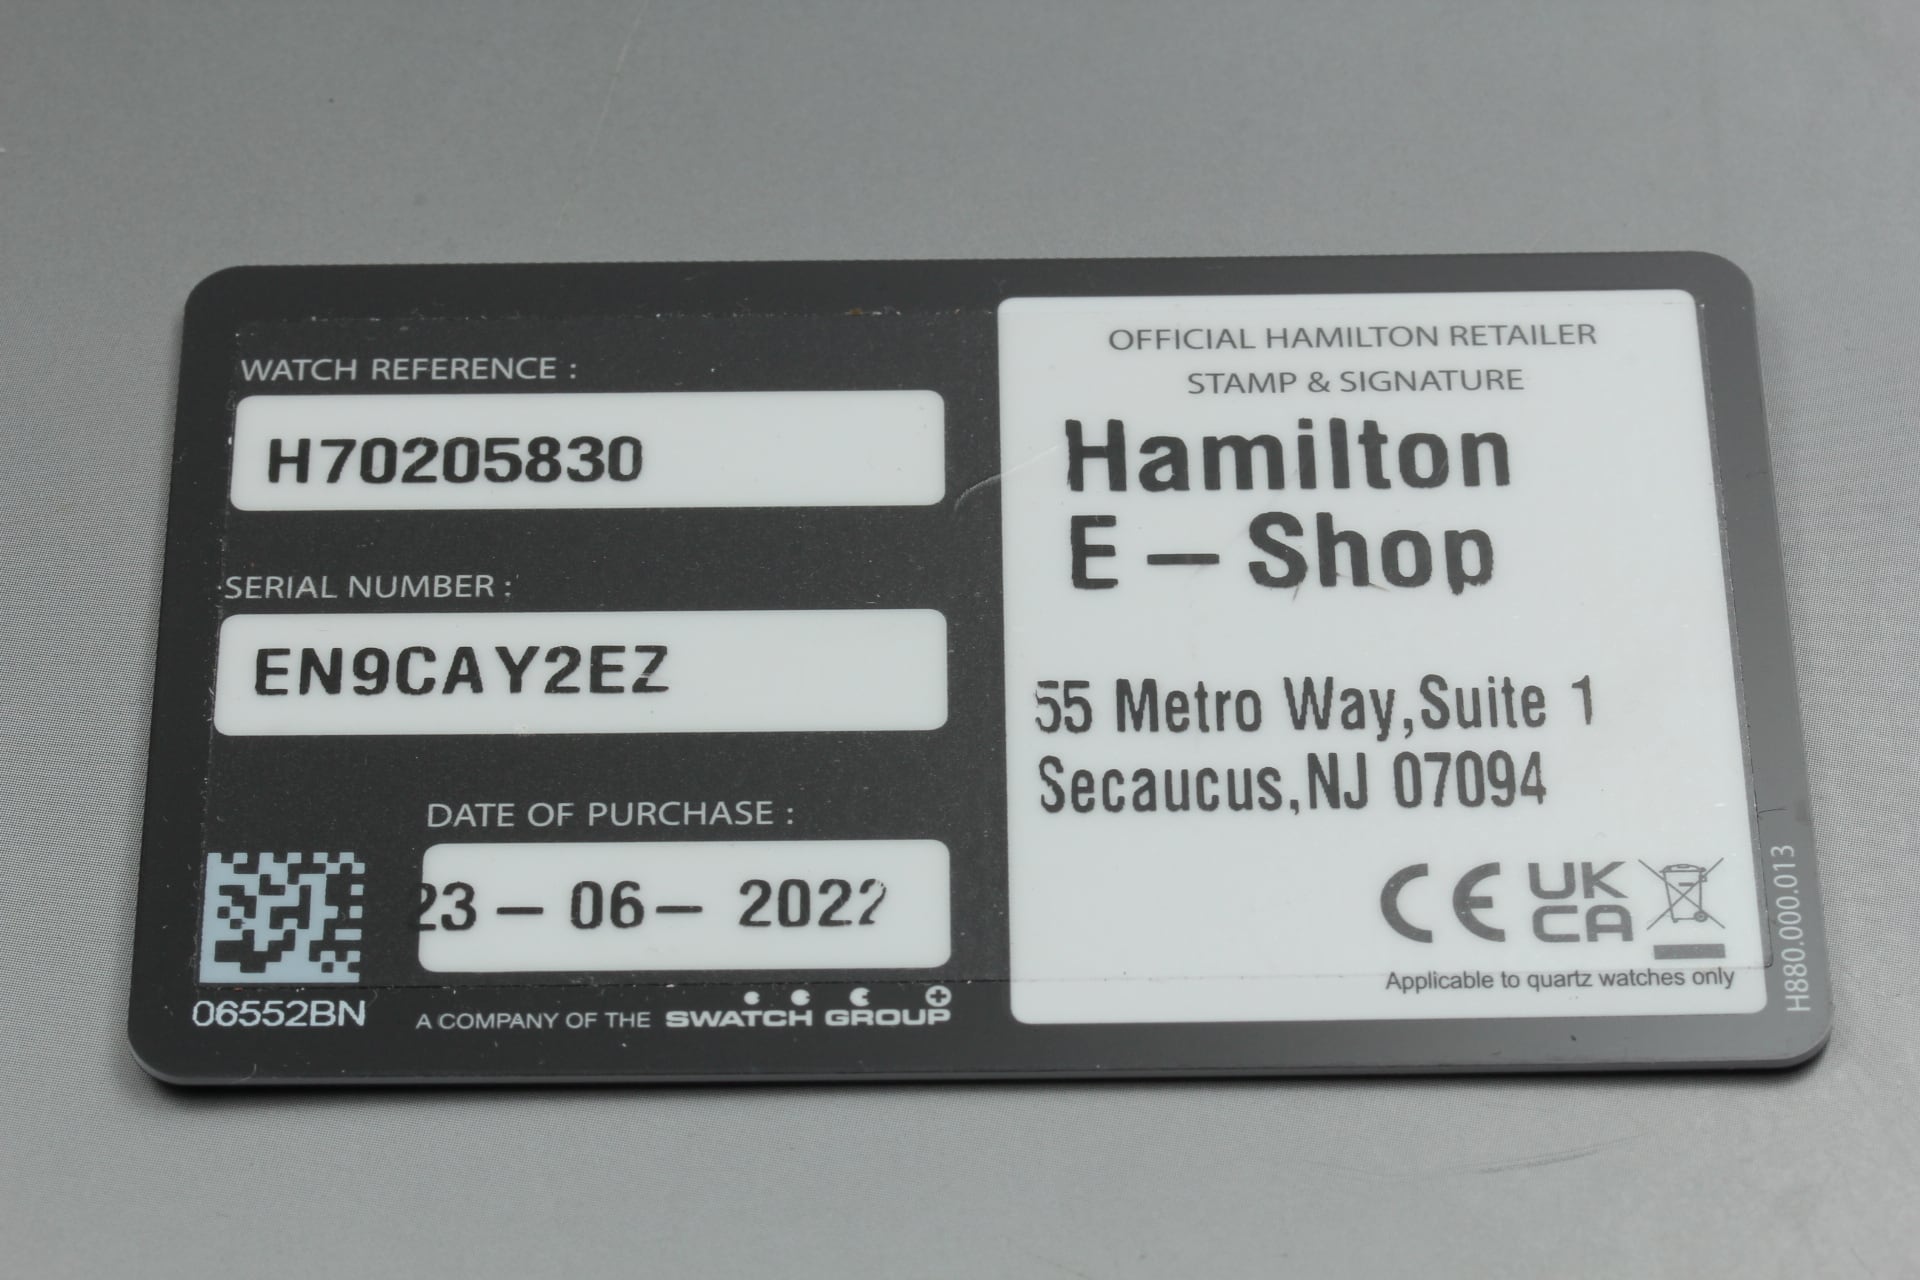 WATCH REFERENCE :
H70205830
SERIAL NUMBER :
EN9CAY2EZ
DATE OF PURCHASE :
23 – 06 – 2022
06552BN
A COMPANY OF THE SWATCH GROUP
OFFICIAL HAMILTON RETAILER
STAMP & SIGNATURE
Hamilton
E – Shop
55 Metro Way,Suite 1
Secaucus,NJ 07094
CE UK
CA
Applicable to quartz watches only
H880.000.013